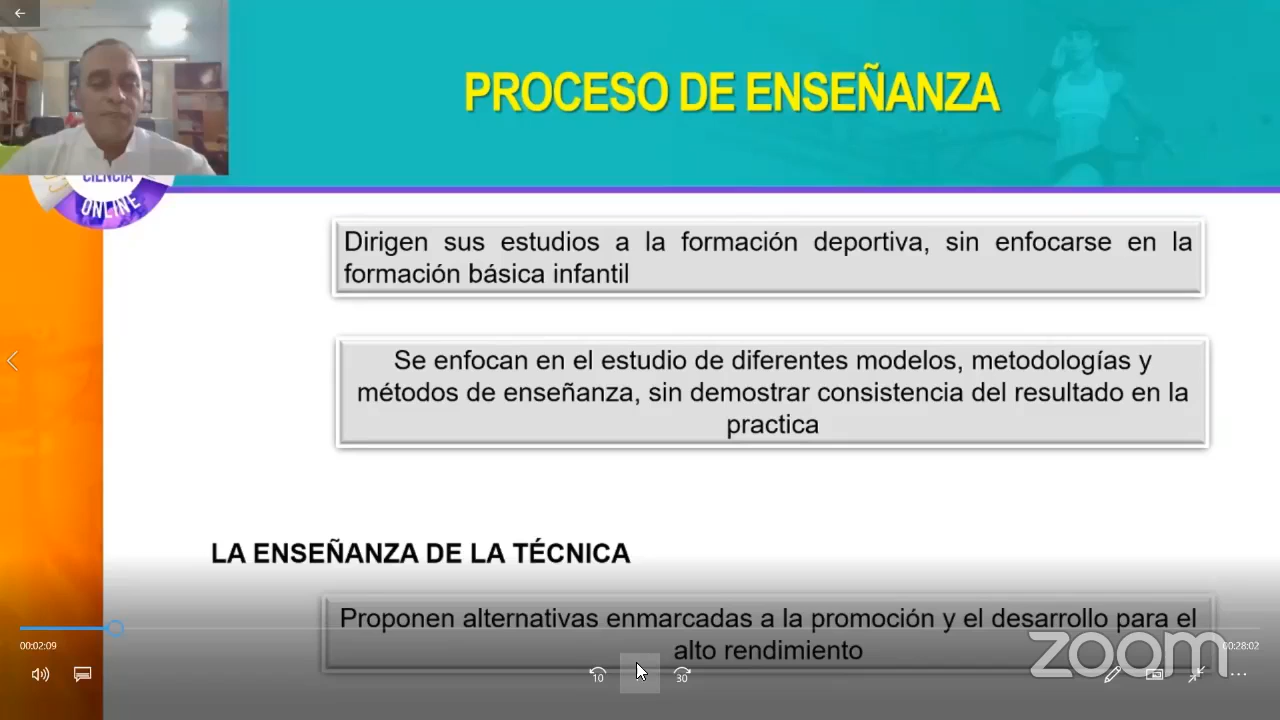 PROCESO DE ENSEÑANZA
CIENCIA
ONLINE
Dirigen sus estudios a la formación deportiva, sin enfocarse en la
formación básica infantil
Se enfocan en el estudio de diferentes modelos, metodologías y
métodos de enseñanza, sin demostrar consistencia del resultado en la
practica
LA ENSEÑANZA DE LA TÉCNICA
Proponen alternativas enmarcadas a la promoción y el desarrollo para el
alto rendimiento
zoom
00:02:09
00:28:02
10
30